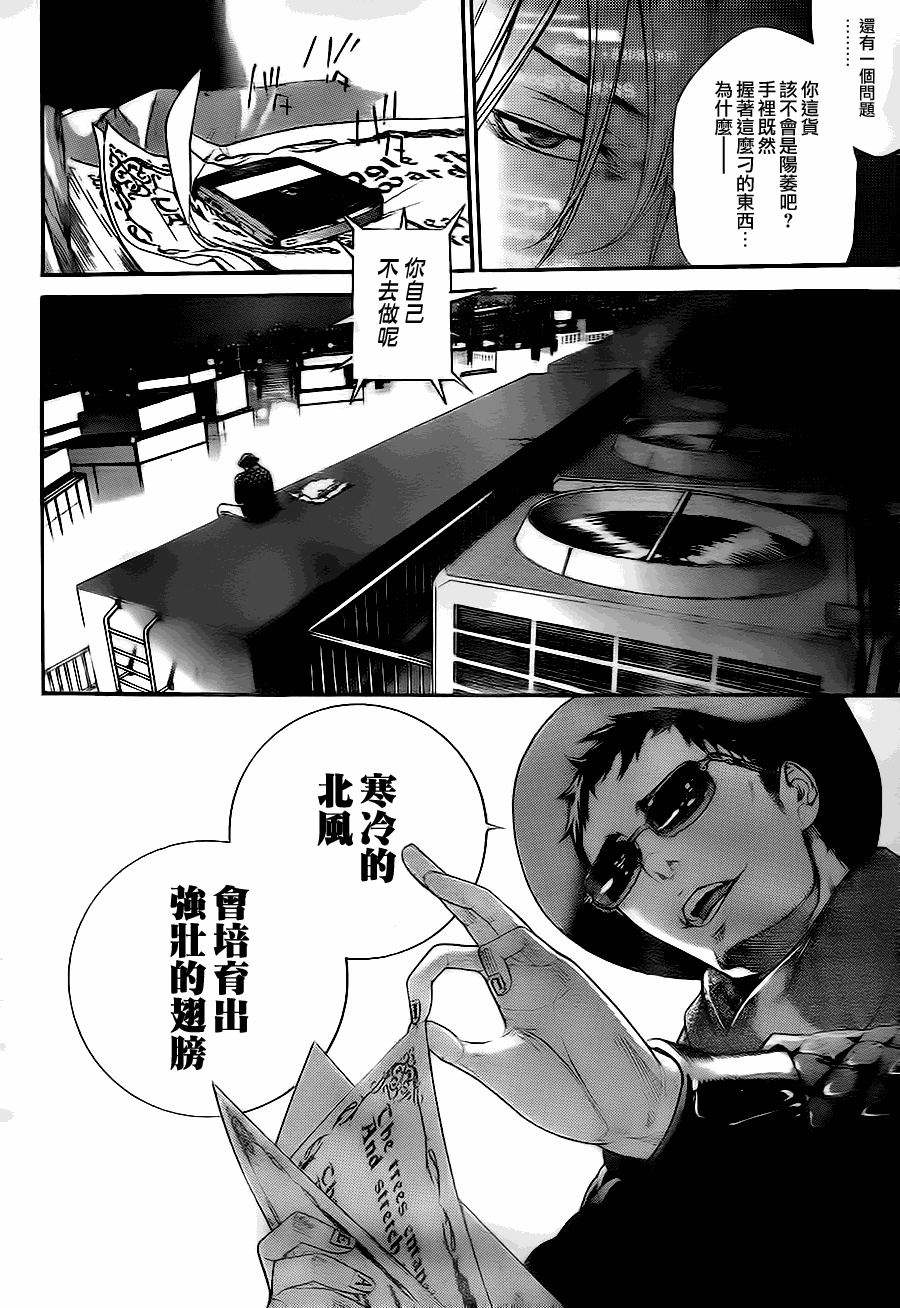 還有一個問題
………
你這貨
該不會是陽萎吧？
手裡既然
握著這麼刁的東西…
為什麼——
你自己
不去做呢
寒冷的
北風
會培育出
強壯的翅膀
The trees eman
And stretch
Ch